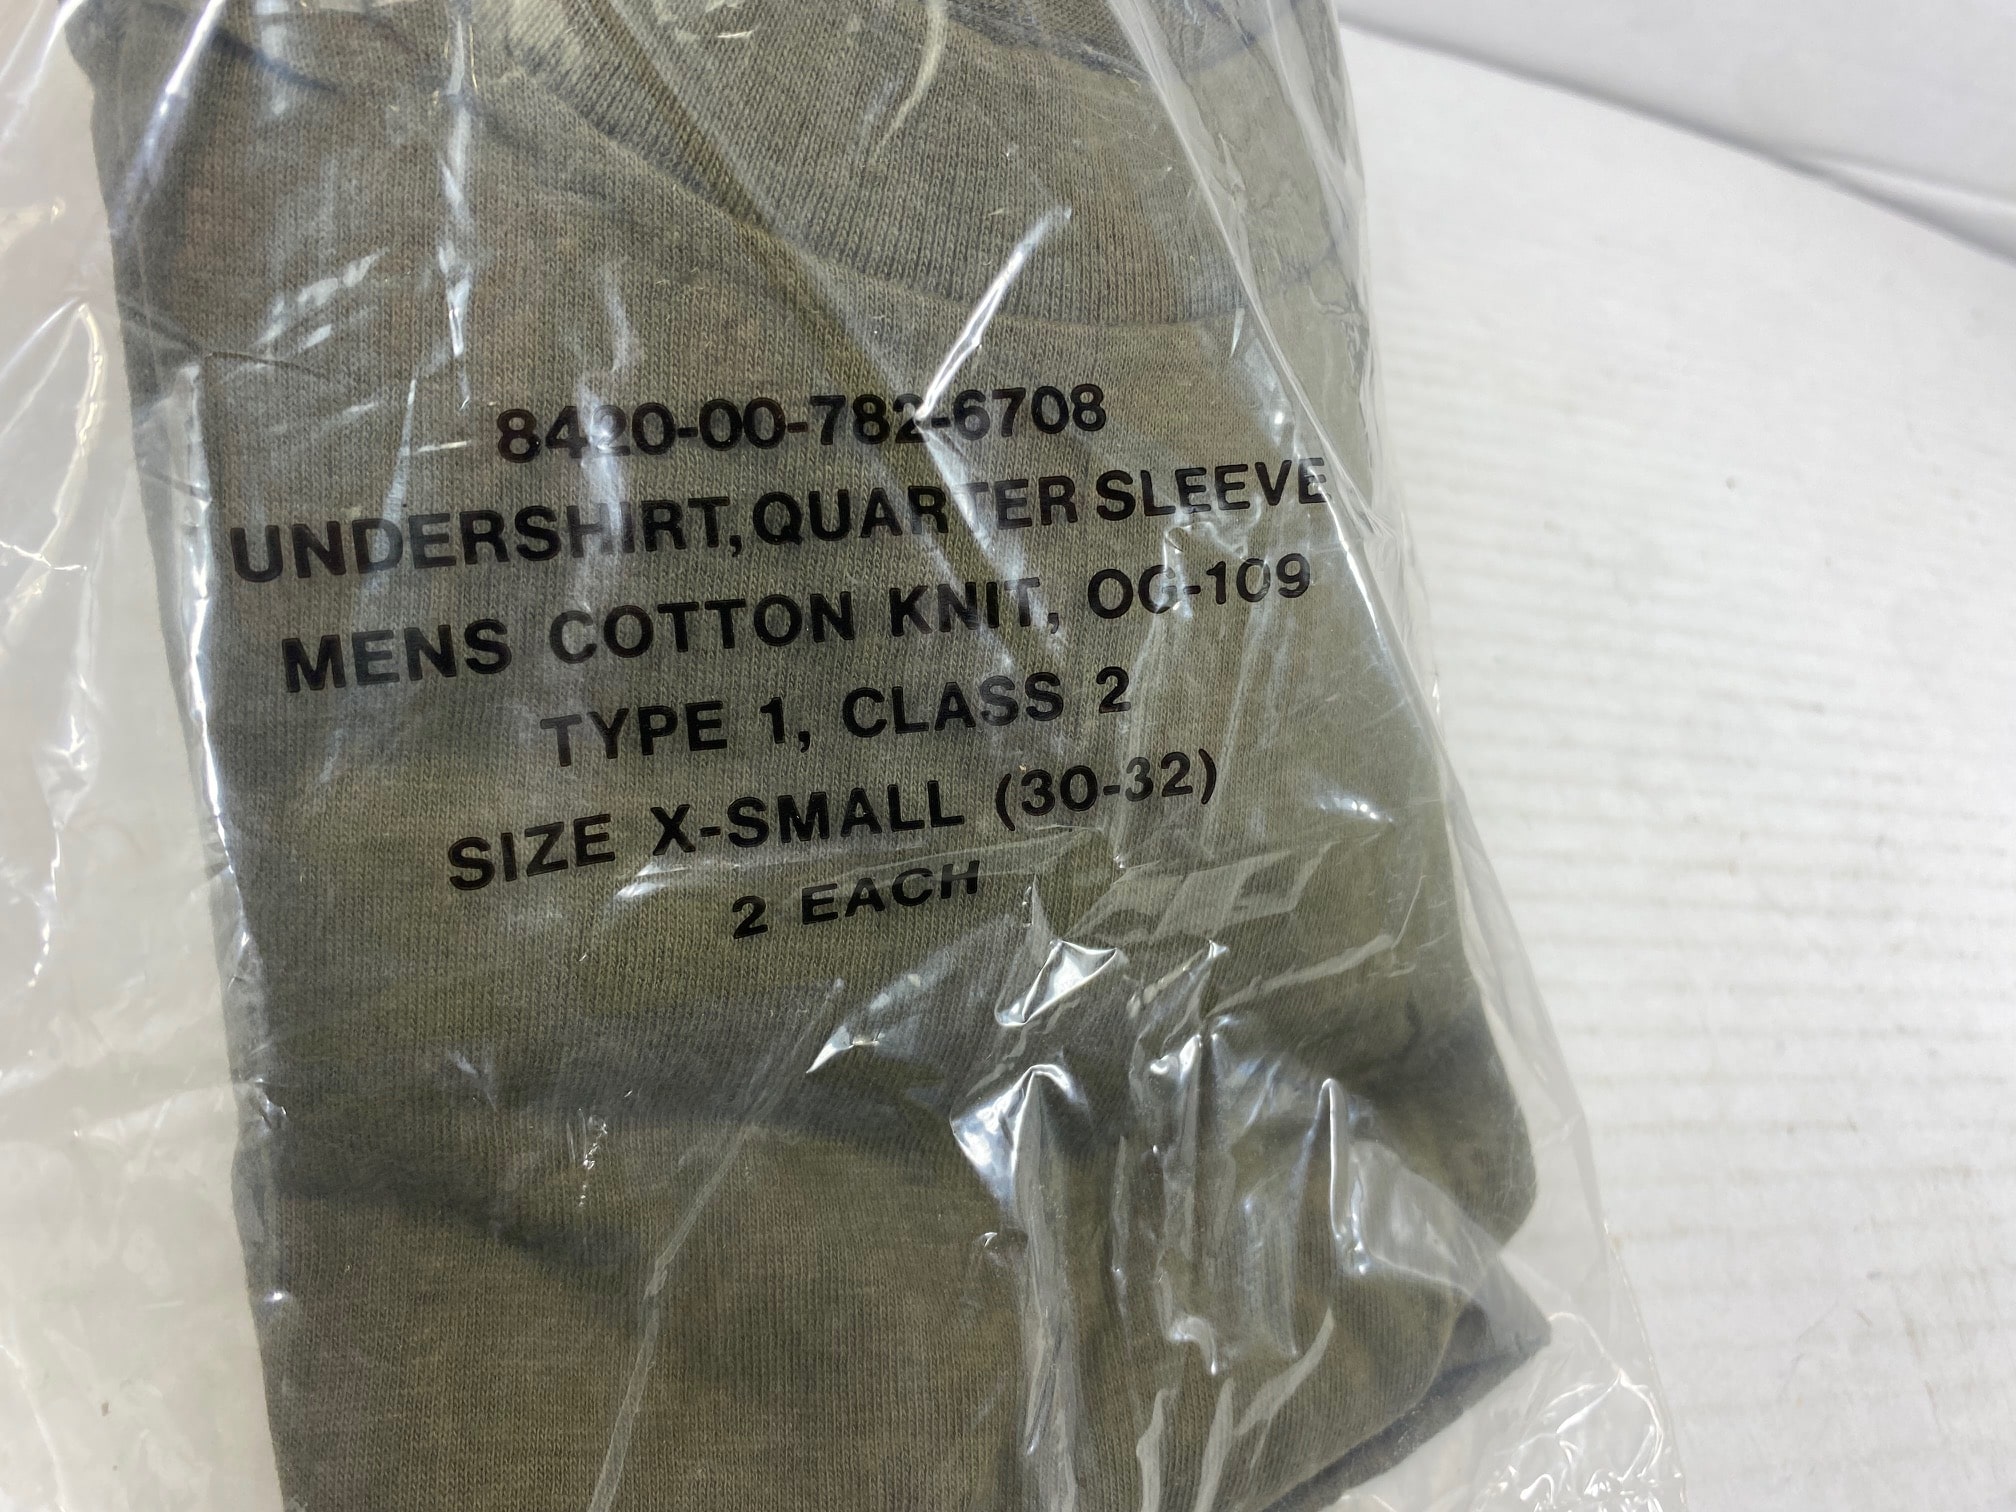 8420-00-782-6708
UNDERSHIRT, QUARTER SLEEVE
MENS COTTON KNIT, OG-109
TYPE 1, CLASS 2
SIZE X-SMALL (30-32)
2 EACH